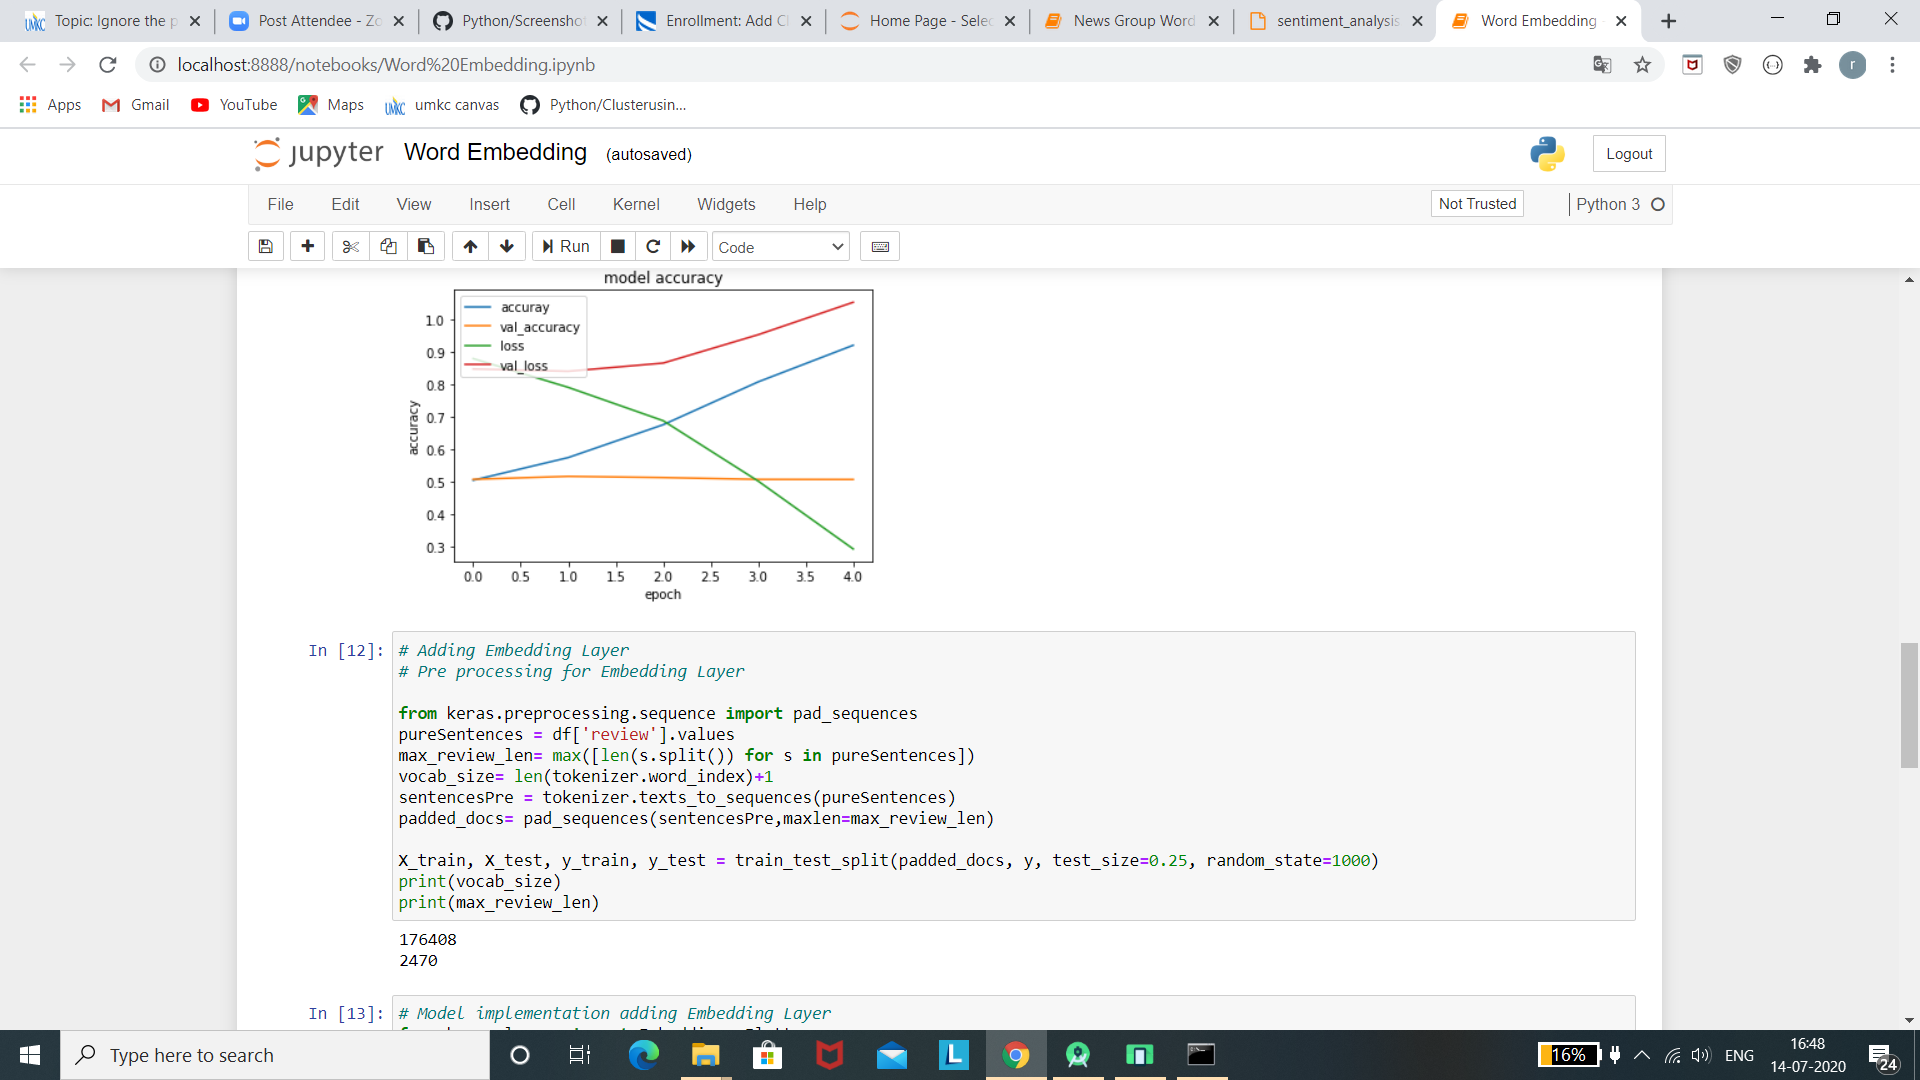 Topic: Ignore the p
Post Attendee - Zo
Python/Screenshot
Enrollment: Add Cl
Home Page - Selec
News Group Word
sentiment_analysis
Word Embedding
localhost:8888/notebooks/Word%20Embedding.ipynb
r
Apps
Gmail
YouTube
Maps
umkc canvas
Python/Clusterusin...
jupyter
Word Embedding
(autosaved)
Logout
File
Edit
View
Insert
Cell
Kernel
Widgets
Help
Not Trusted
Python 3
Run
Code
model accuracy
accuray
val_accuracy
loss
val_loss
1.0
0.9
0.8
0.7
0.6
0.5
0.4
0.3
accuracy
0.0 0.5 1.0 1.5 2.0 2.5 3.0 3.5 4.0
epoch
In [12]:
# Adding Embedding Layer
# Pre processing for Embedding Layer
from keras.preprocessing.sequence import pad_sequences
pureSentences = df['review'].values
max_review_len= max([len(s.split()) for s in pureSentences])
vocab_size= len(tokenizer.word_index)+1
sentencesPre = tokenizer.texts_to_sequences(pureSentences)
padded_docs= pad_sequences(sentencesPre,maxlen=max_review_len)
X_train, X_test, y_train, y_test = train_test_split(padded_docs, y, test_size=0.25, random_state=1000)
print(vocab_size)
print(max_review_len)
176408
2470
In [13]:
# Model implementation adding Embedding Layer
Type here to search
L
16%
ENG
16:48
14-07-2020
24